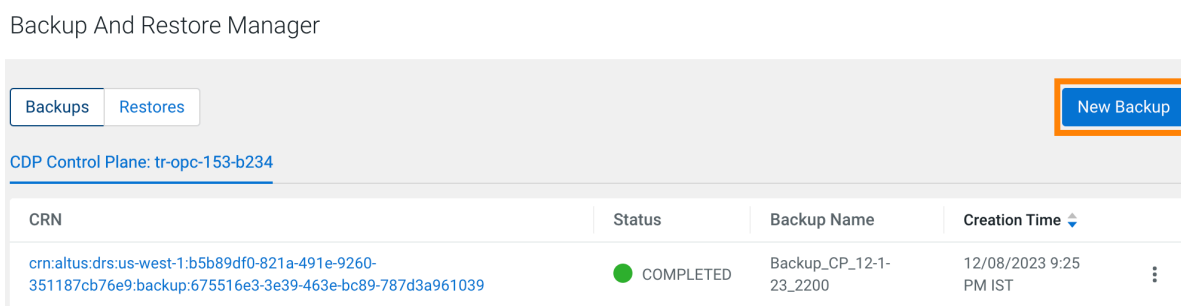 Backup And Restore Manager
Backups Restores New Backup
CDP Control Plane: tr-opc-153-b234
CRN Status Backup Name Creation Time
crn:altus:drs:us-west-1:b5b89df0-821a-491e-9260- Backup_CP_12-1- 12/08/2023 9:25
COMPLETED
351187cb76e9:backup:675516e3-3e39-463e-bc89-787d3a961039 23_2200 PM IST